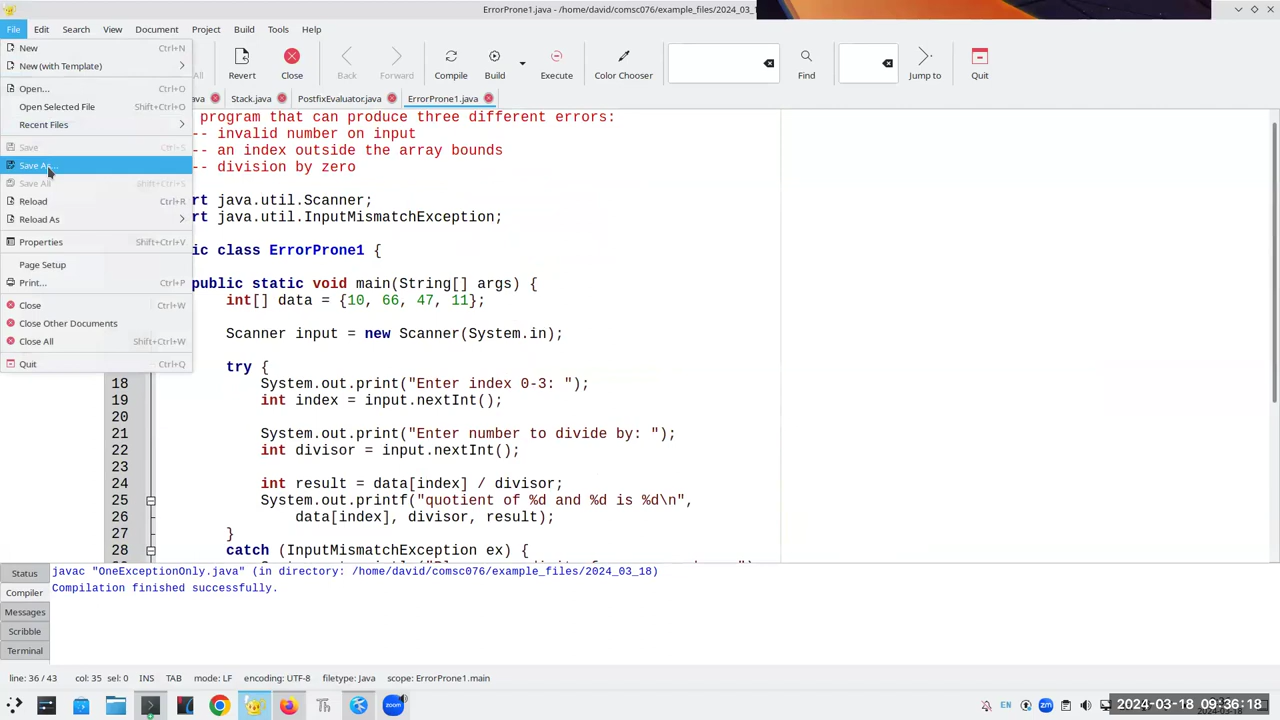 ErrorProne1.java - /home/david/comsc076/example_files/2024_03_1
File Edit Search View Document Project Build Tools Help
New Ctrl+N
New (with Template)
Open... Ctrl+O
Open Selected File Shift+Ctrl+O
Recent Files
Save Ctrl+S
Save As...
Save All Shift+Ctrl+S
Reload Ctrl+R
Reload As
Properties Shift+Ctrl+V
Page Setup
Print... Ctrl+P
Close Ctrl+W
Close Other Documents
Close All Shift+Ctrl+W
Quit Ctrl+Q
All Revert Close Back Forward Compile Build Execute Color Chooser Find Jump to Quit
ava Stack.java PostfixEvaluator.java ErrorProne1.java
program that can produce three different errors:
-- invalid number on input
-- an index outside the array bounds
-- division by zero
rt java.util.Scanner;
rt java.util.InputMismatchException;
ic class ErrorProne1 {
public static void main(String[] args) {
int[] data = {10, 66, 47, 11};
Scanner input = new Scanner(System.in);
try {
18 System.out.print("Enter index 0-3: ");
19 int index = input.nextInt();
20
21 System.out.print("Enter number to divide by: ");
22 int divisor = input.nextInt();
23
24 int result = data[index] / divisor;
25 System.out.printf("quotient of %d and %d is %d\n",
26 data[index], divisor, result);
27 }
28 catch (InputMismatchException ex) {
Status
Compiler
Messages
Scribble
Terminal
javac "OneExceptionOnly.java" (in directory: /home/david/comsc076/example_files/2024_03_18)
Compilation finished successfully.
line: 36 / 43 col: 35 sel: 0 INS TAB mode: LF encoding: UTF-8 filetype: Java scope: ErrorProne1.main
Th zoom EN zm 2024-03-18 09:36:18